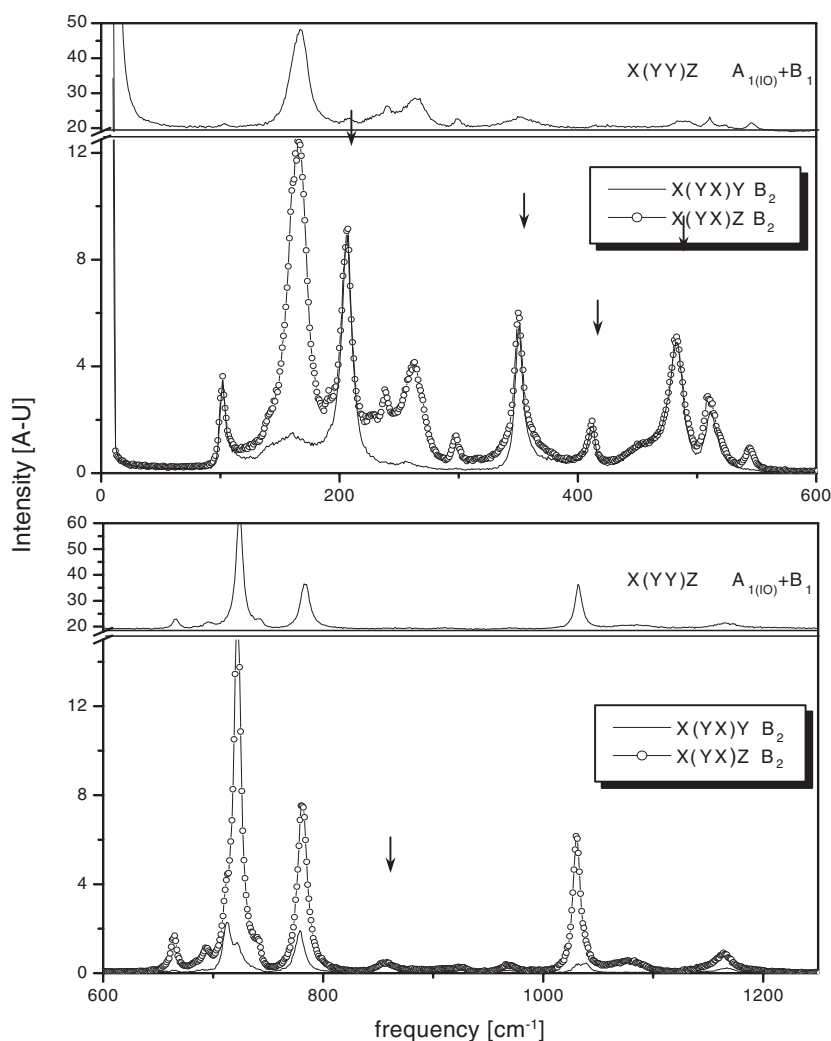 50
40
30
20
X(YY)Z A1(IO)+B1
12
8
4
0
X(YX)Y B2
X(YX)Z B2
0 200 400 600
Intensity [A-U]
60
50
40
30
20
X(YY)Z A1(IO)+B1
12
8
4
0
X(YX)Y B2
X(YX)Z B2
600 800 1000 1200
frequency [cm-1]